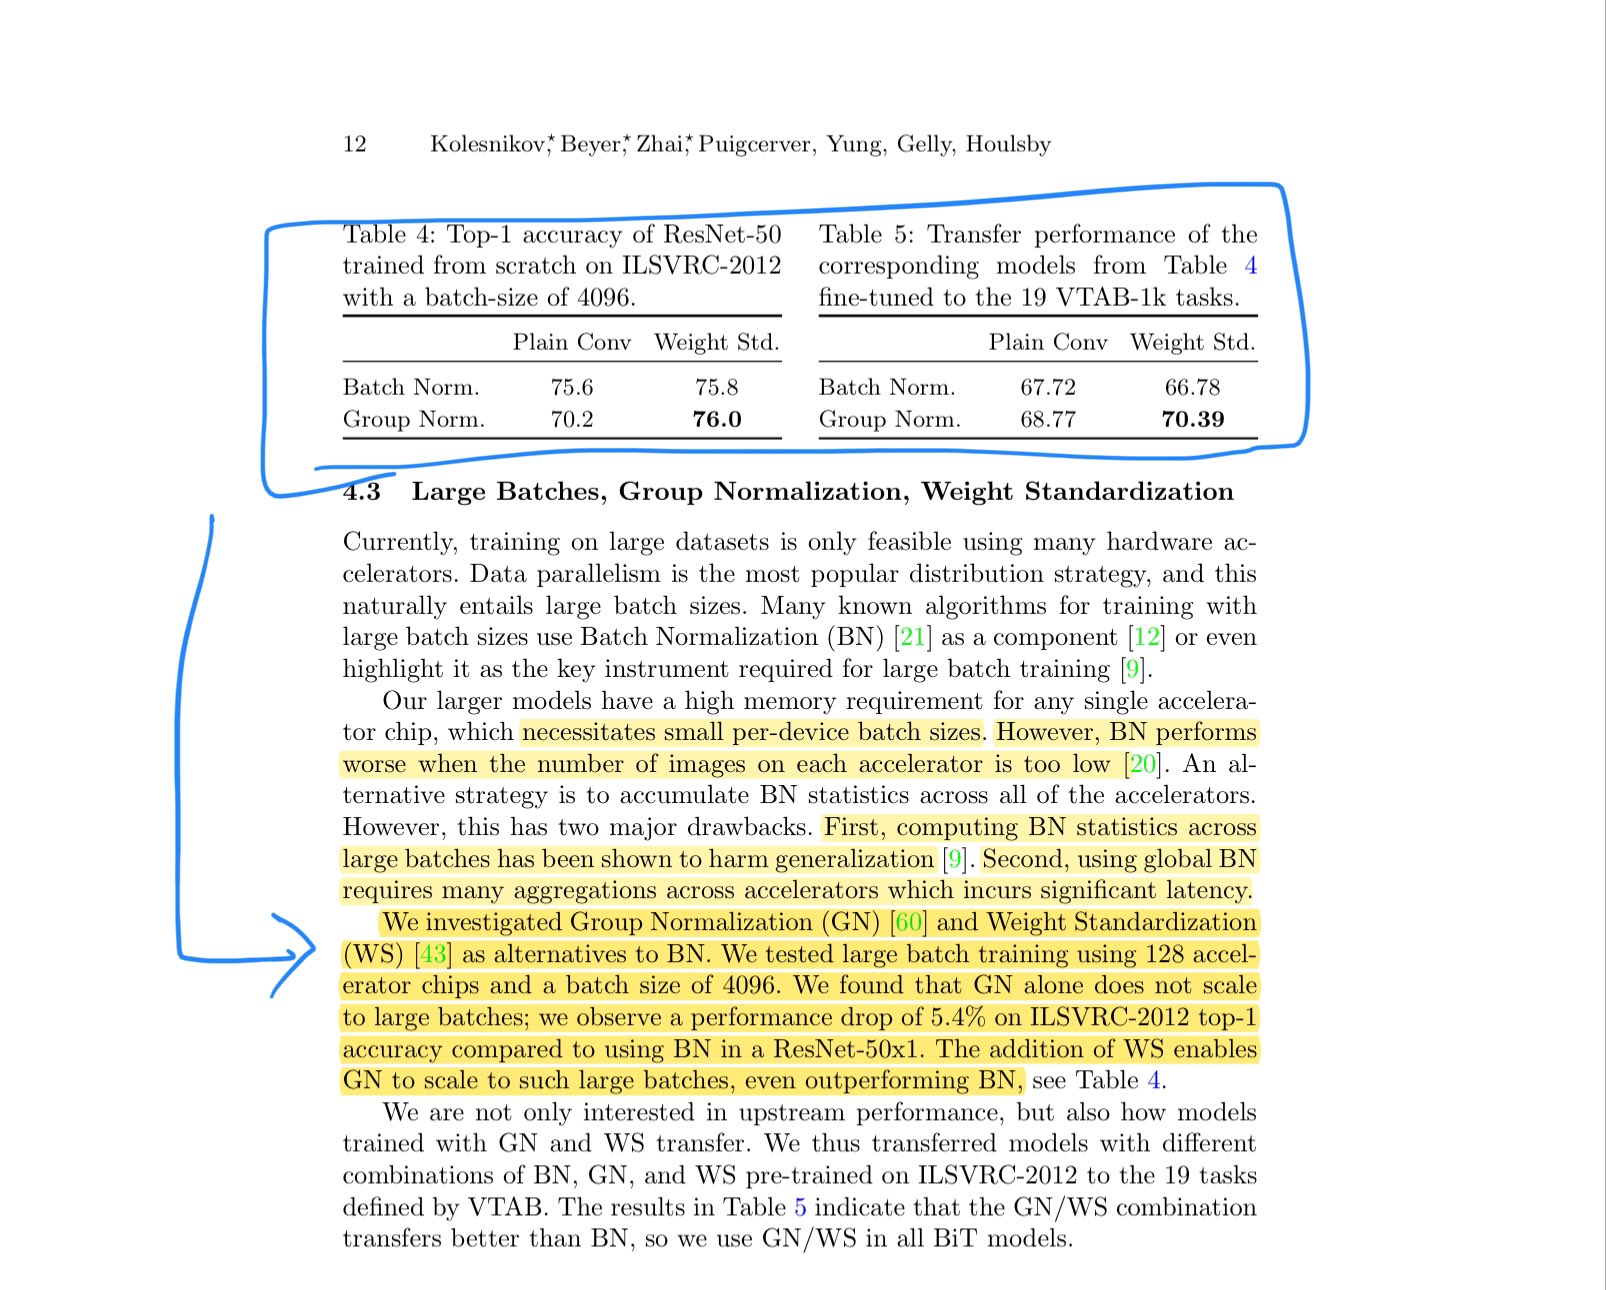 12 Kolesnikov⋆, Beyer⋆, Zhai⋆, Puigcerver, Yung, Gelly, Houlsby
Table 4: Top-1 accuracy of ResNet-50
trained from scratch on ILSVRC-2012
with a batch-size of 4096.
Plain Conv Weight Std.
Batch Norm. 75.6 75.8
Group Norm. 70.2 76.0
Table 5: Transfer performance of the
corresponding models from Table 4
fine-tuned to the 19 VTAB-1k tasks.
Plain Conv Weight Std.
Batch Norm. 67.72 66.78
Group Norm. 68.77 70.39
4.3 Large Batches, Group Normalization, Weight Standardization
Currently, training on large datasets is only feasible using many hardware ac-
celerators. Data parallelism is the most popular distribution strategy, and this
naturally entails large batch sizes. Many known algorithms for training with
large batch sizes use Batch Normalization (BN) [21] as a component [12] or even
highlight it as the key instrument required for large batch training [9].
Our larger models have a high memory requirement for any single accelera-
tor chip, which necessitates small per-device batch sizes. However, BN performs
worse when the number of images on each accelerator is too low [20]. An al-
ternative strategy is to accumulate BN statistics across all of the accelerators.
However, this has two major drawbacks. First, computing BN statistics across
large batches has been shown to harm generalization [9]. Second, using global BN
requires many aggregations across accelerators which incurs significant latency.
We investigated Group Normalization (GN) [60] and Weight Standardization
(WS) [43] as alternatives to BN. We tested large batch training using 128 accel-
erator chips and a batch size of 4096. We found that GN alone does not scale
to large batches; we observe a performance drop of 5.4% on ILSVRC-2012 top-1
accuracy compared to using BN in a ResNet-50x1. The addition of WS enables
GN to scale to such large batches, even outperforming BN, see Table 4.
We are not only interested in upstream performance, but also how models
trained with GN and WS transfer. We thus transferred models with different
combinations of BN, GN, and WS pre-trained on ILSVRC-2012 to the 19 tasks
defined by VTAB. The results in Table 5 indicate that the GN/WS combination
transfers better than BN, so we use GN/WS in all BiT models.